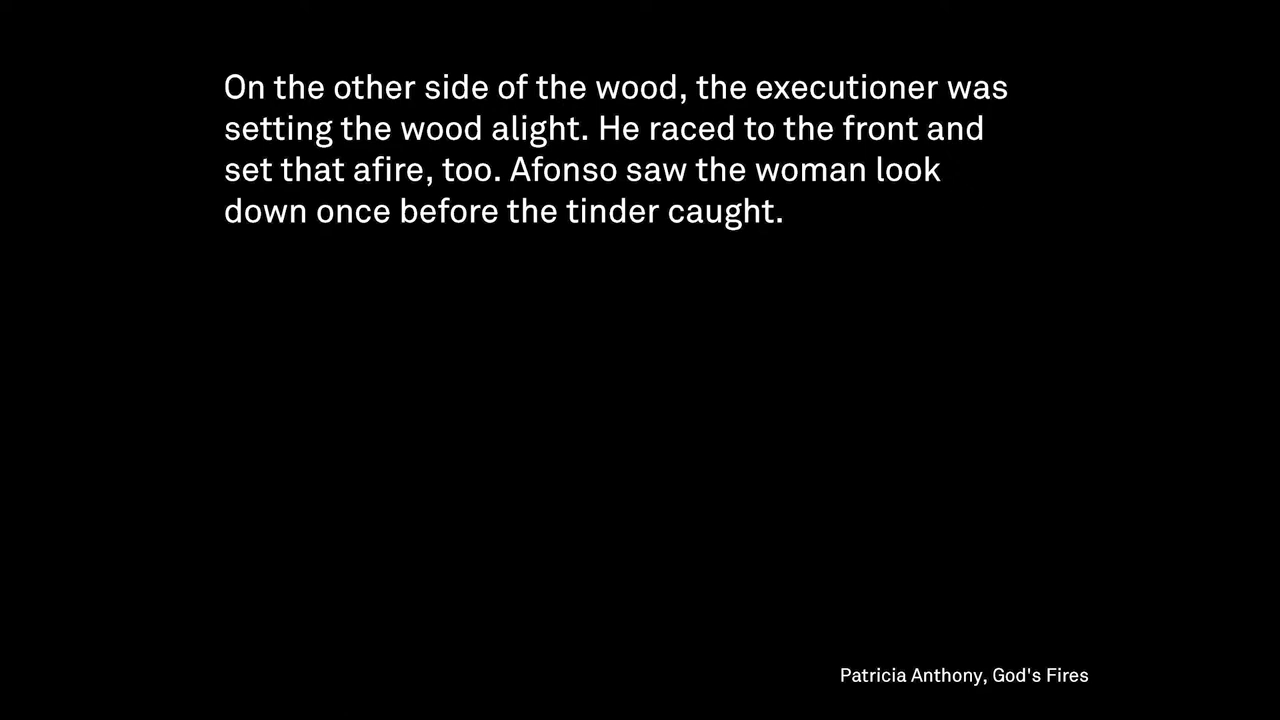 On the other side of the wood, the executioner was
setting the wood alight. He raced to the front and
set that afire, too. Afonso saw the woman look
down once before the tinder caught.
Patricia Anthony, God's Fires